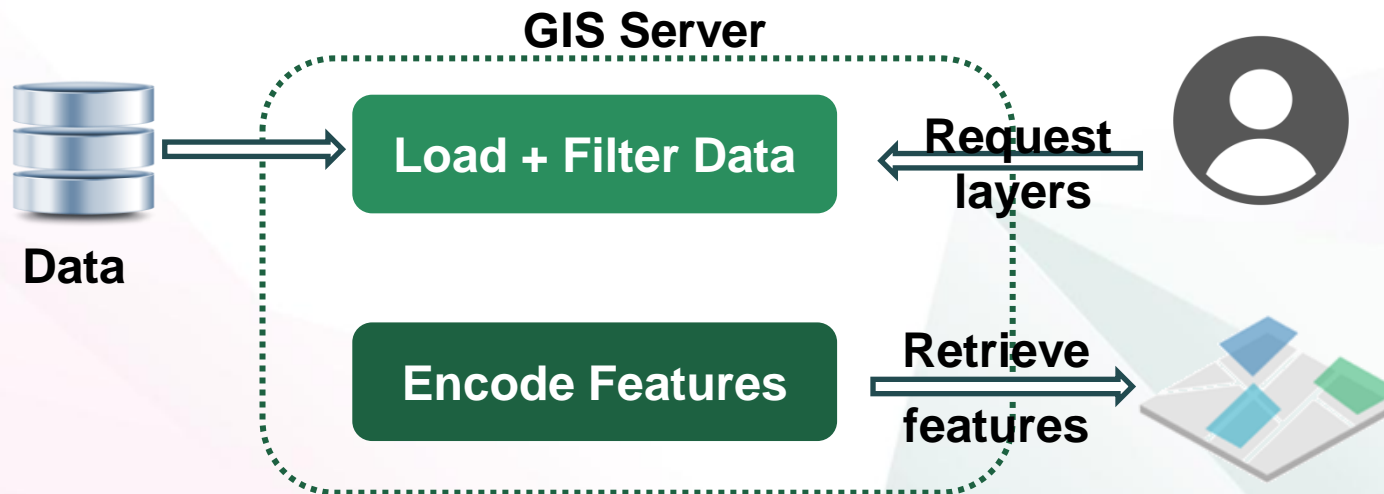 GIS Server
Load + Filter Data
Request
layers
Data
Encode Features
Retrieve
features